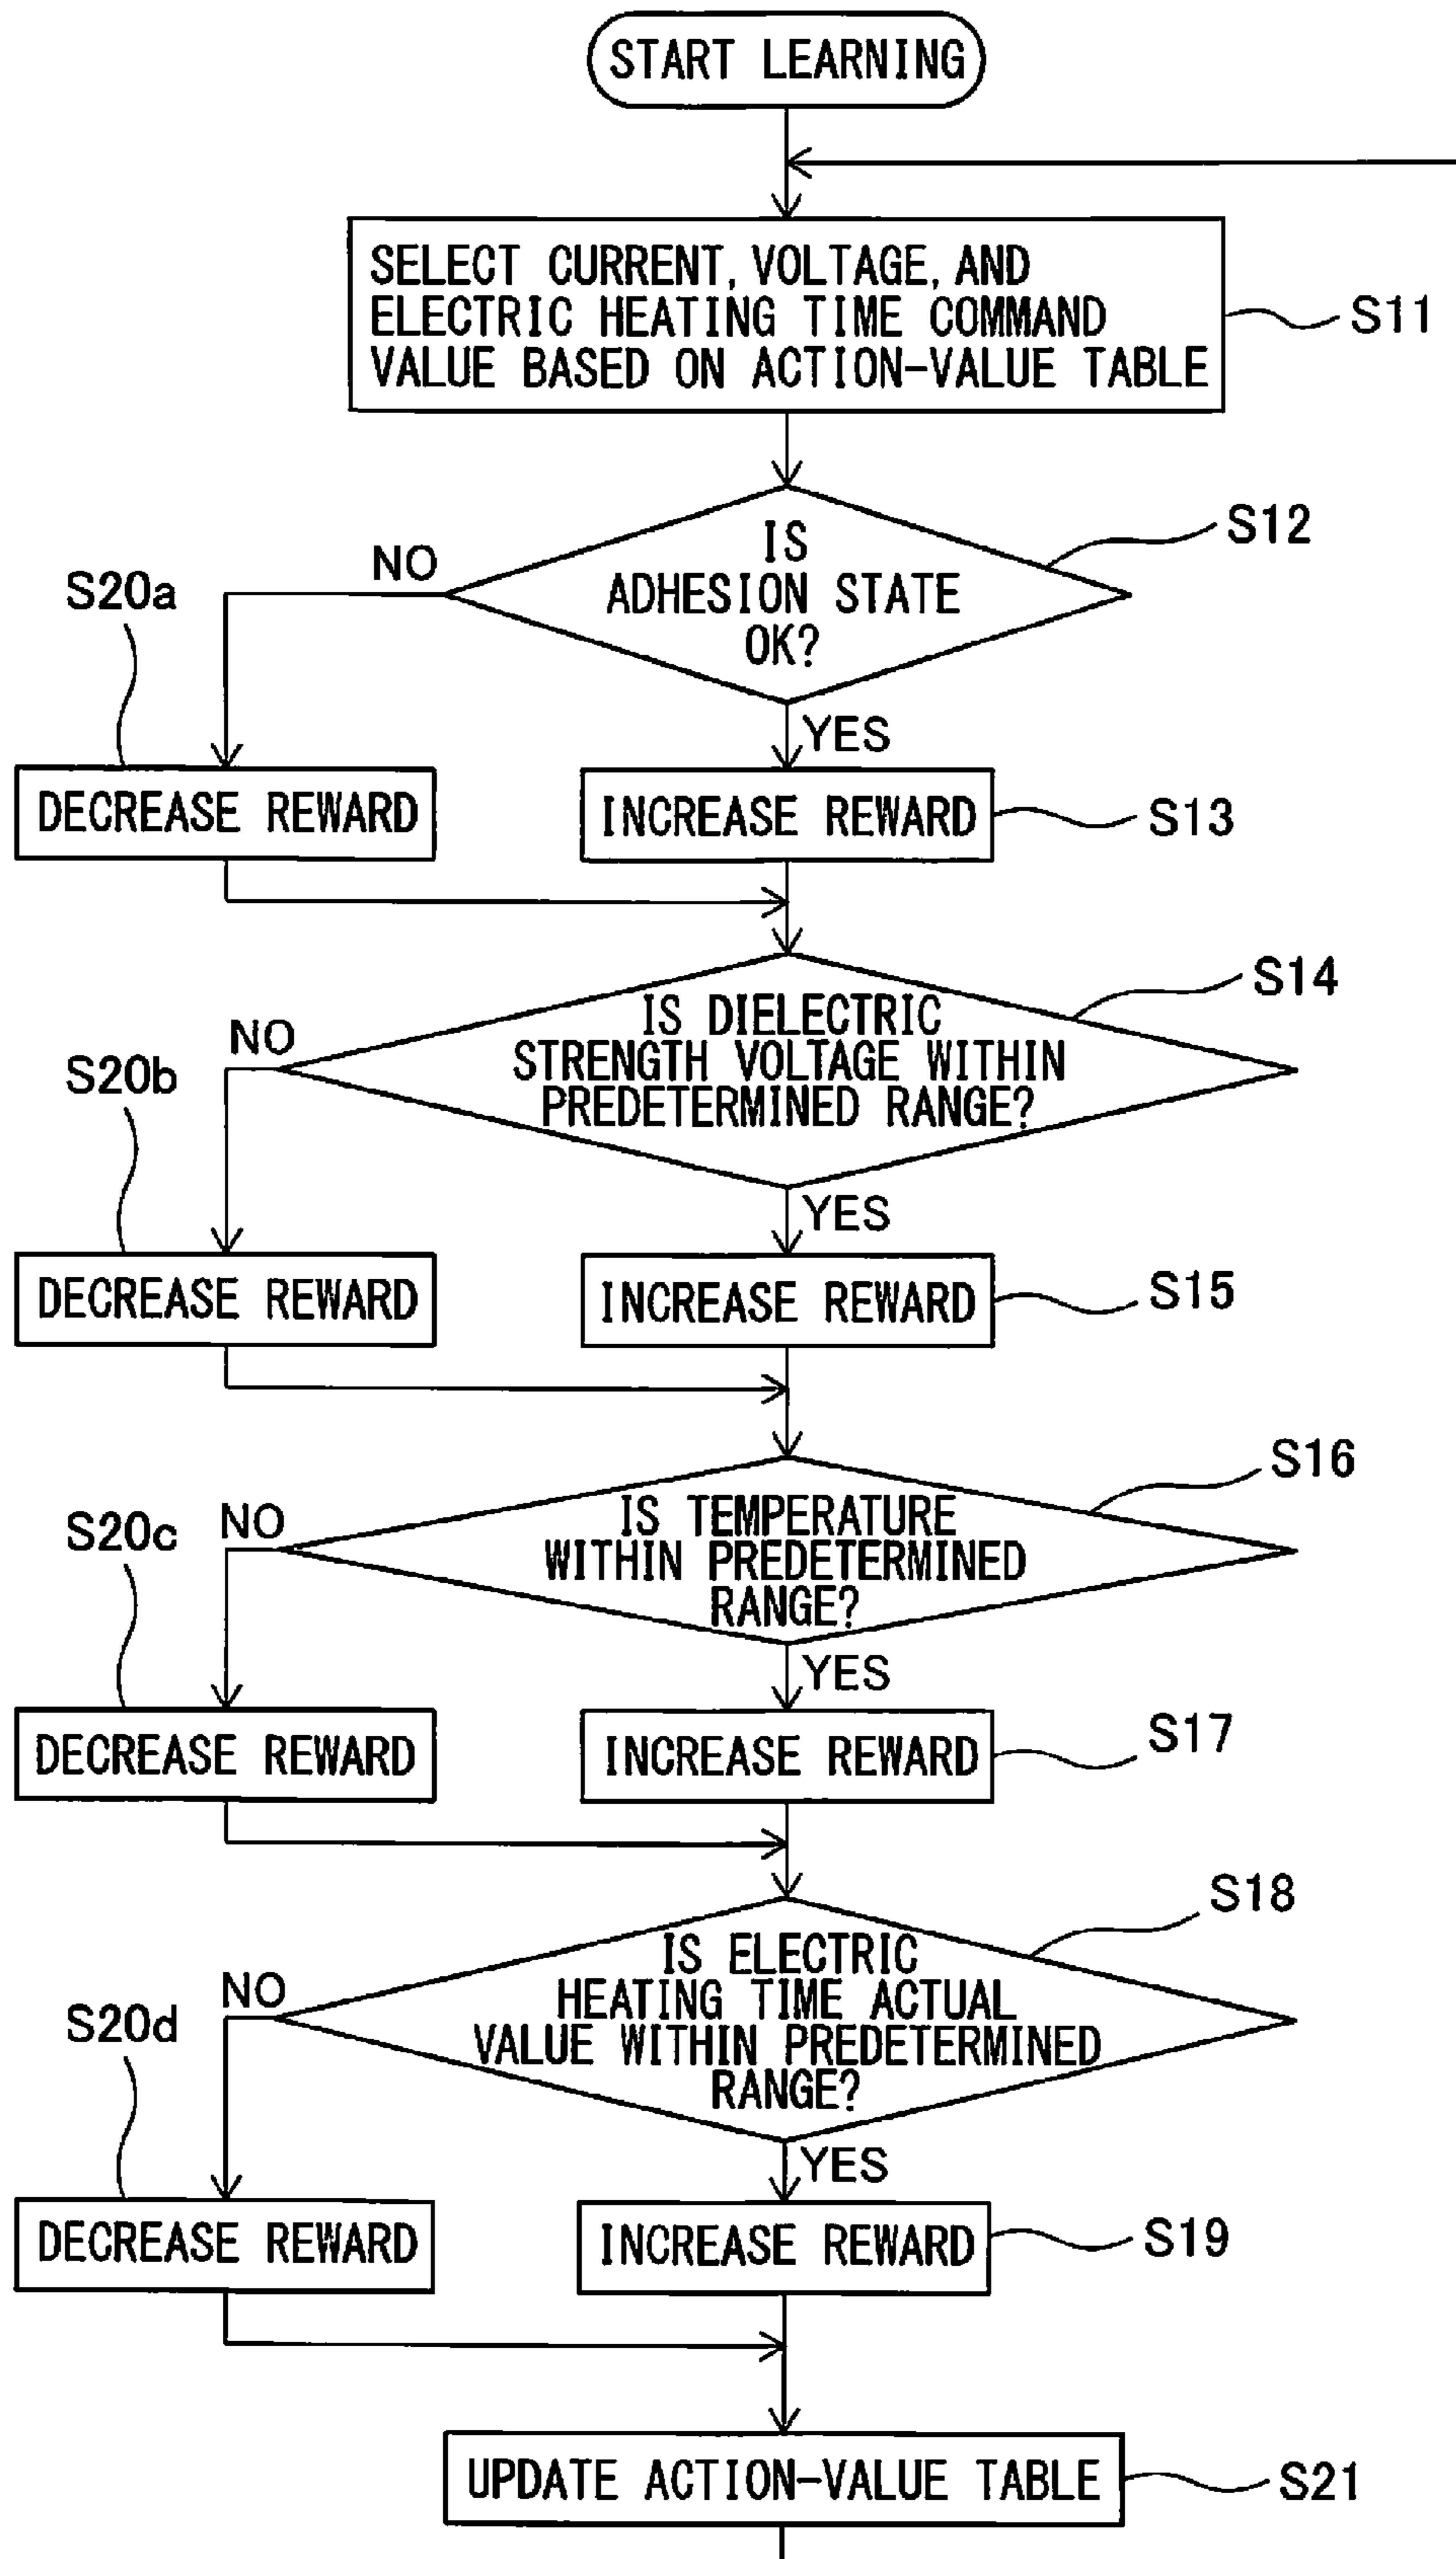 START LEARNING
SELECT CURRENT, VOLTAGE, AND
ELECTRIC HEATING TIME COMMAND
VALUE BASED ON ACTION-VALUE TABLE
S11
IS
ADHESION STATE
OK?
S12
NO
S20a
YES
DECREASE REWARD
INCREASE REWARD
S13
IS DIELECTRIC
STRENGTH VOLTAGE WITHIN
PREDETERMINED RANGE?
S14
NO
S20b
YES
DECREASE REWARD
INCREASE REWARD
S15
IS TEMPERATURE
WITHIN PREDETERMINED
RANGE?
S16
NO
S20c
YES
DECREASE REWARD
INCREASE REWARD
S17
IS ELECTRIC
HEATING TIME ACTUAL
VALUE WITHIN PREDETERMINED
RANGE?
S18
NO
S20d
YES
DECREASE REWARD
INCREASE REWARD
S19
UPDATE ACTION-VALUE TABLE
S21